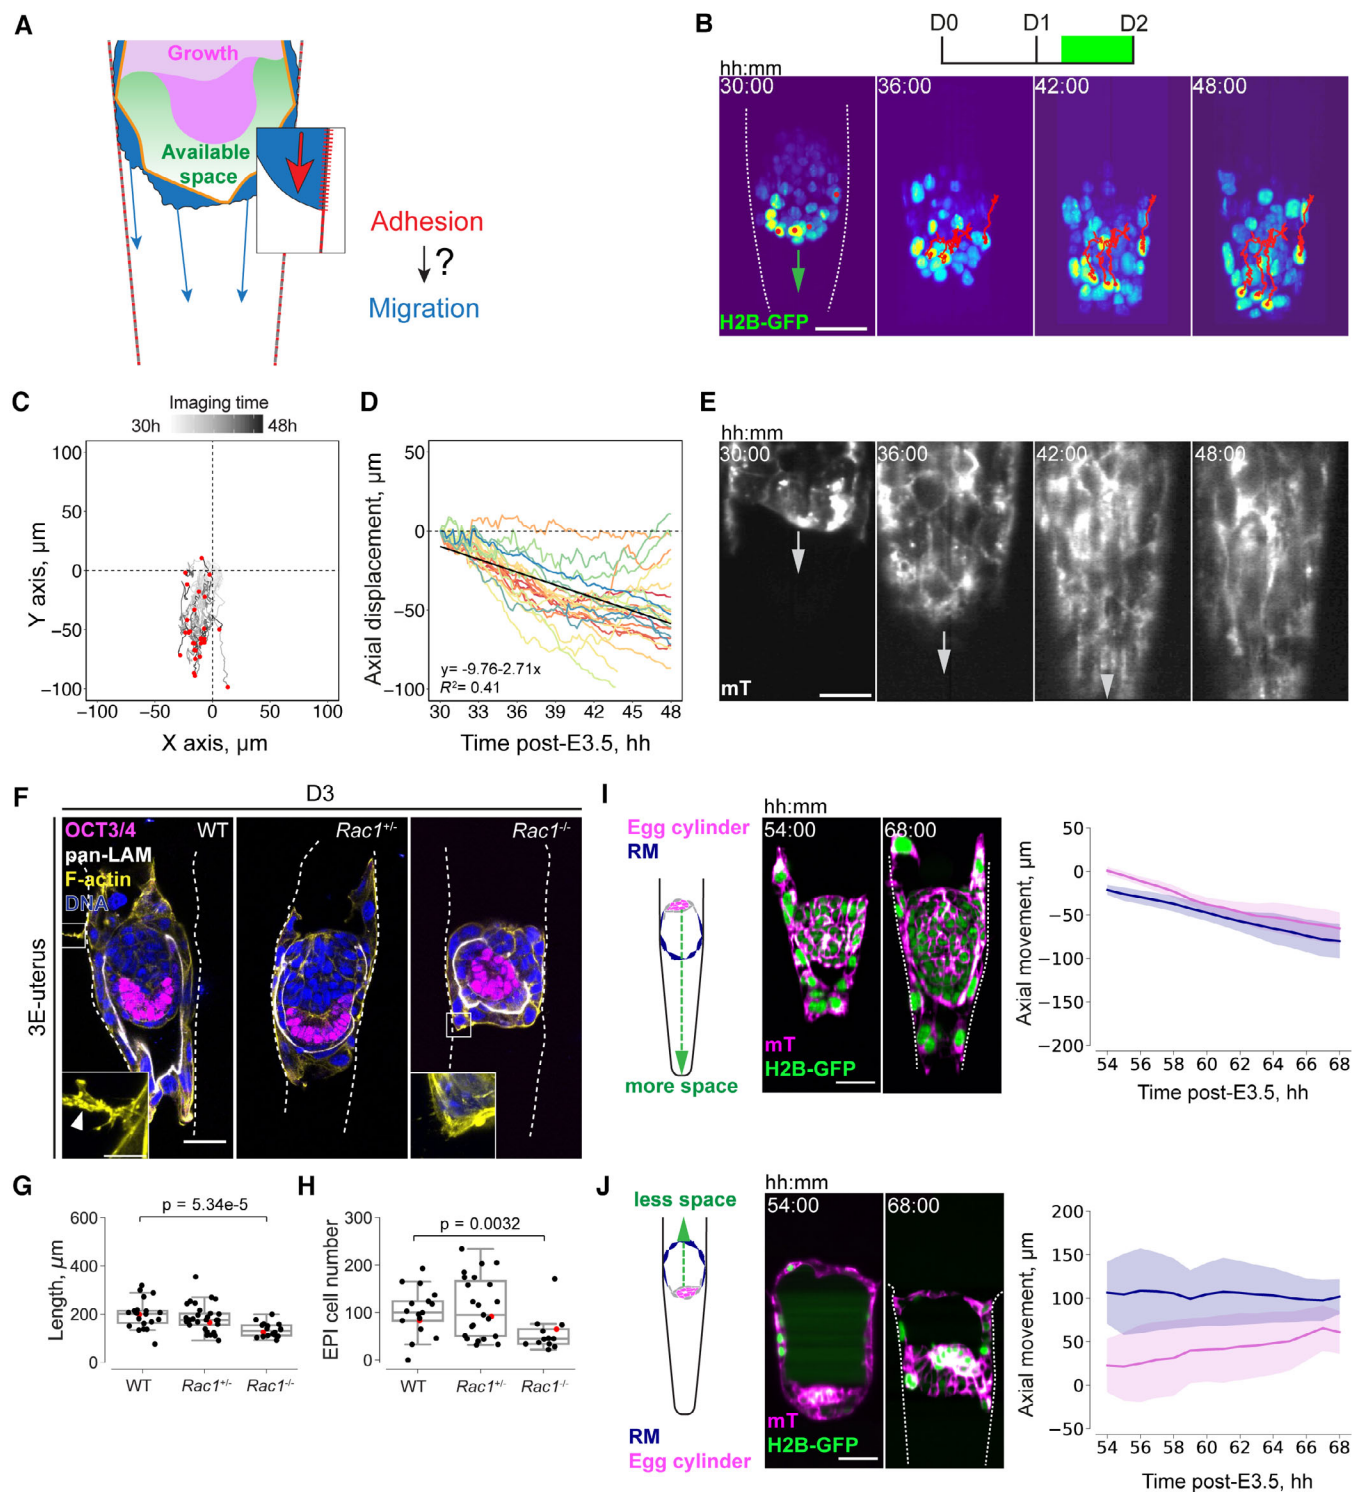 A
Growth
Available
space
Adhesion
?
Migration
B
D0 D1 D2
hh:mm
30:00 36:00 42:00 48:00
H2B-GFP
C
Imaging time
30h 48h
100
50
0
−50
−100
−100 −50 0 50 100
Y axis, µm
X axis, µm
D
50
0
−50
−100
y= -9.76-2.71x
R²= 0.41
30 33 36 39 42 45 48
Axial displacement, µm
Time post-E3.5, hh
E
hh:mm
30:00 36:00 42:00 48:00
mT
F
D3
3E-uterus
OCT3/4
pan-LAM
F-actin
DNA
WT Rac1+/- Rac1-/-
G
p = 5.34e-5
600
400
200
0
Length, µm
WT Rac1+/- Rac1-/-
H
p = 0.0032
300
200
100
0
EPI cell number
WT Rac1+/- Rac1-/-
I
Egg cylinder
RM
more space
hh:mm
54:00 68:00
mT
H2B-GFP
50
0
−50
−100
−150
−200
54 56 58 60 62 64 66 68
Axial movement, µm
Time post-E3.5, hh
J
less space
RM
Egg cylinder
hh:mm
54:00 68:00
mT
H2B-GFP
200
150
100
50
0
−50
54 56 58 60 62 64 66 68
Axial movement, µm
Time post-E3.5, hh